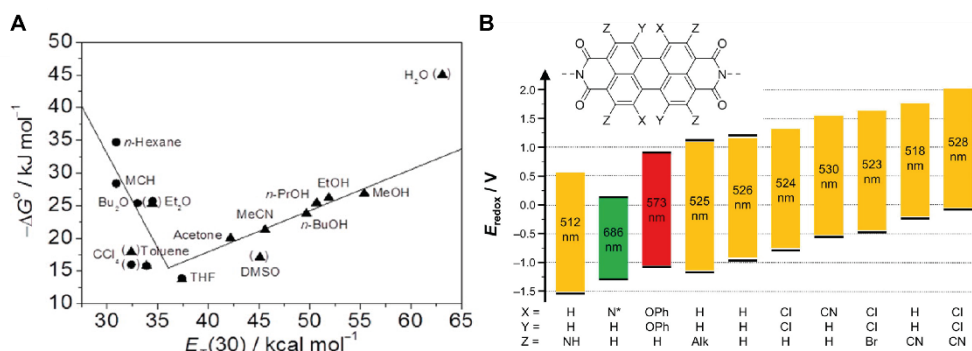 A
−ΔG° / kJ mol⁻¹
50
45
40
35
30
25
20
15
10
H₂O (▲)
n-Hexane
MCH
Bu₂O
Et₂O
CCl₄
Toluene
THF
Acetone
MeCN
DMSO
n-PrOH
n-BuOH
EtOH
MeOH
30 35 40 45 50 55 60 65
E_T(30) / kcal mol⁻¹
B
Z Y X Z
O O
N N
O O
Z X Y Z
E_redox / V
2.0
1.0
0.5
0.0
−0.5
−1.0
−1.5
512 nm
686 nm
573 nm
525 nm
526 nm
524 nm
530 nm
523 nm
518 nm
528 nm
X = H N* OPh H H Cl CN Cl H Cl
Y = H H OPh H H Cl H Cl H Cl
Z = NH H H Alk H H H Br CN CN